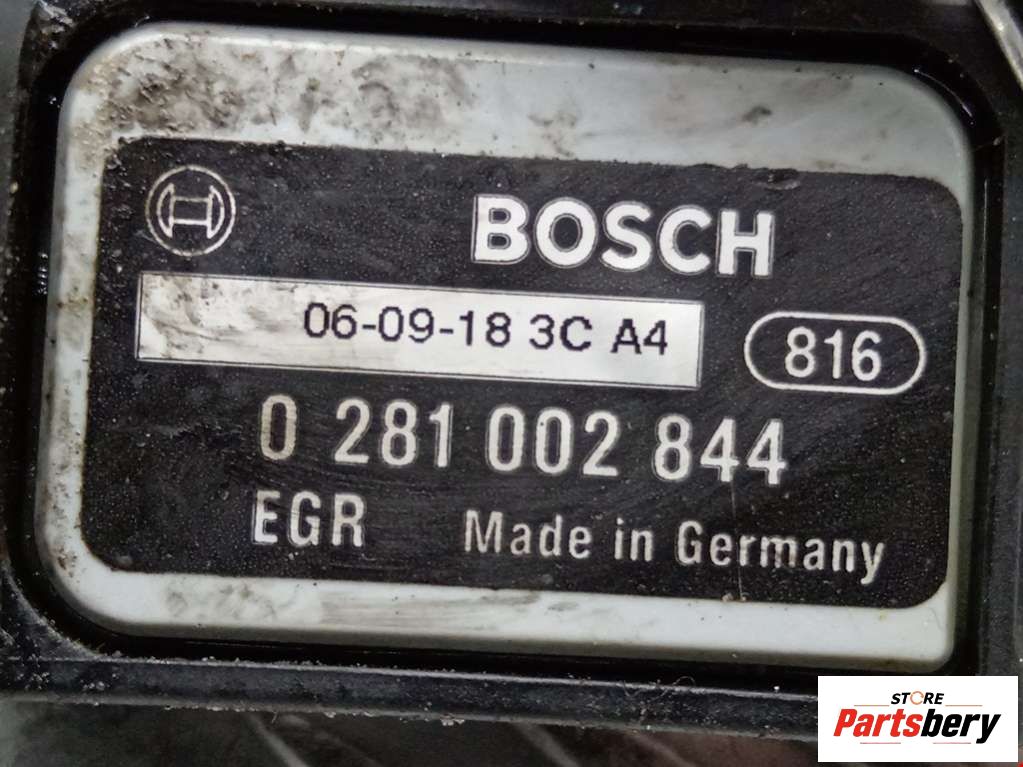 BOSCH
06-09-18 3C A4
816
0 281 002 844
EGR Made in Germany
STORE
Partsbery